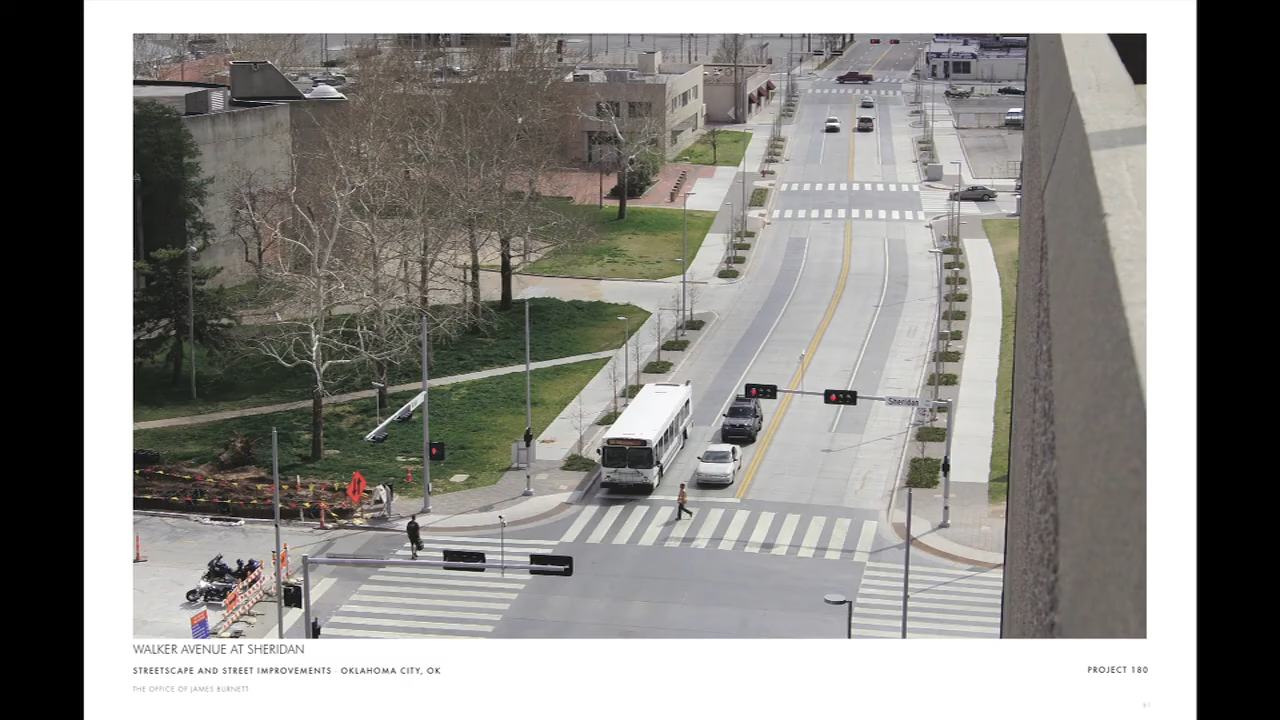 Sheridan
WALKER AVENUE AT SHERIDAN
STREETSCAPE AND STREET IMPROVEMENTS · OKLAHOMA CITY, OK
PROJECT 180
THE OFFICE OF JAMES BURNETT